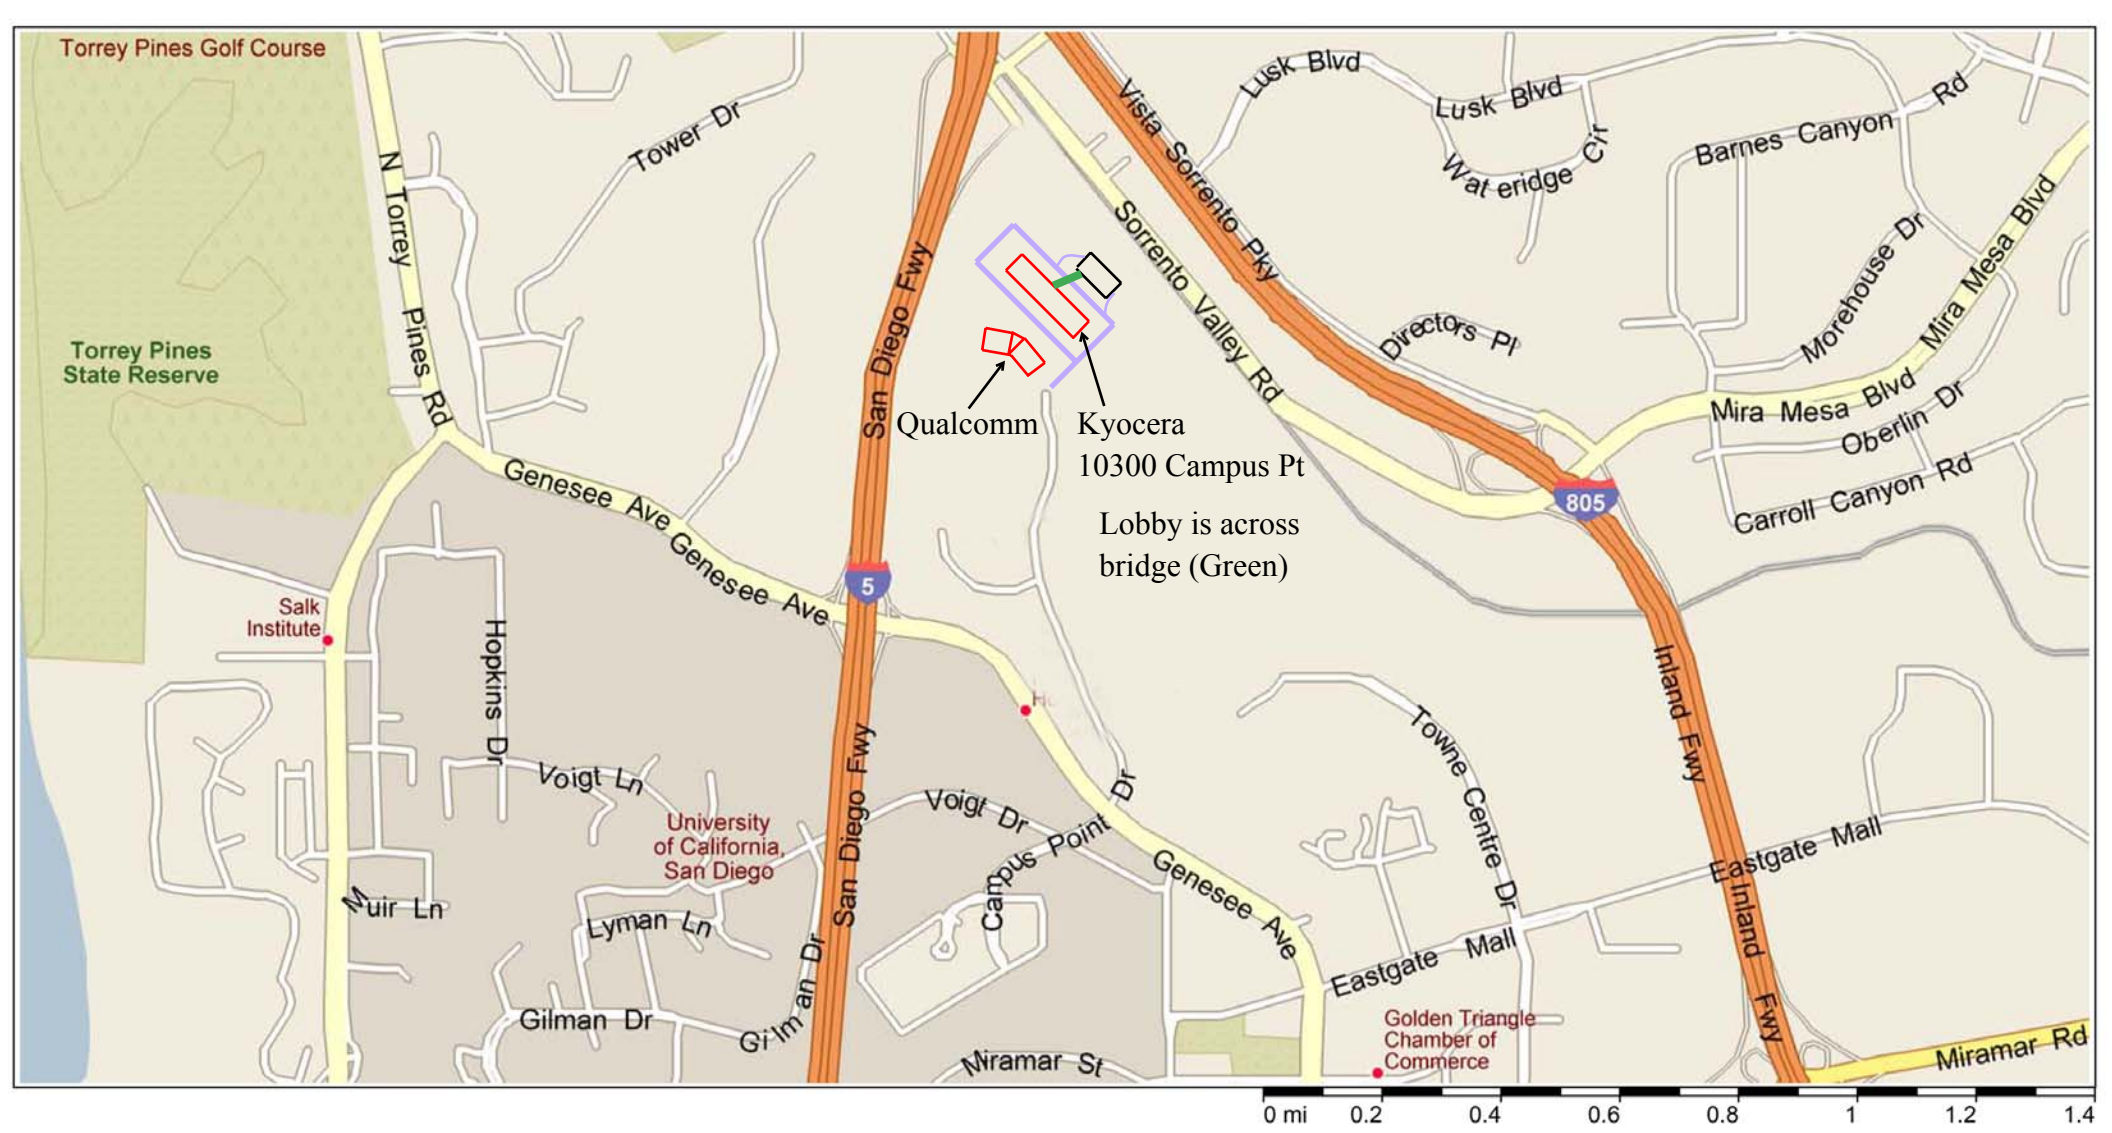 Torrey Pines Golf Course
Lusk Blvd
Lusk Blvd
Vista Sorrento Pky
Tower Dr
Barnes Canyon Rd
Wateridge Cir
N Torrey Pines Rd
Sorrento Valley Rd
San Diego Fwy
Morehouse Dr
Mira Mesa Blvd
Directors Pl
Torrey Pines
State Reserve
Mira Mesa Blvd
Oberlin Dr
Qualcomm
Kyocera
10300 Campus Pt
Lobby is across
bridge (Green)
Genesee Ave
Genesee Ave
805
Carroll Canyon Rd
5
Salk
Institute
Hopkins Dr
Inland Fwy
Towne Centre Dr
Voigt Ln
Voigt Dr
Campus Point Dr
University
of California,
San Diego
San Diego Fwy
Genesee Ave
Eastgate Mall
Muir Ln
Lyman Ln
Eastgate Mall
Inland Fwy
Gilman Dr
Gilman Dr
Golden Triangle
Chamber of
Commerce
Miramar St
Miramar Rd
0 mi 0.2 0.4 0.6 0.8 1 1.2 1.4